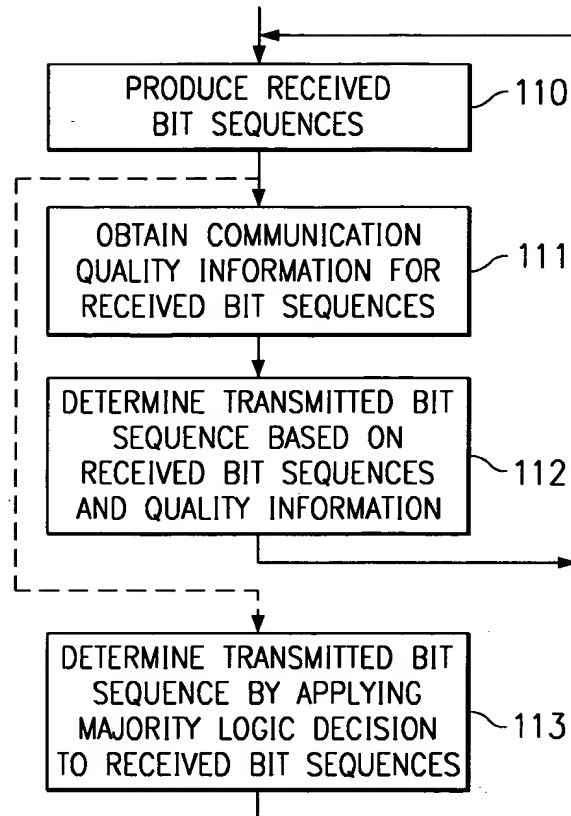 PRODUCE RECEIVED
BIT SEQUENCES
110
OBTAIN COMMUNICATION
QUALITY INFORMATION FOR
RECEIVED BIT SEQUENCES
111
DETERMINE TRANSMITTED BIT
SEQUENCE BASED ON
RECEIVED BIT SEQUENCES
AND QUALITY INFORMATION
112
DETERMINE TRANSMITTED BIT
SEQUENCE BY APPLYING
MAJORITY LOGIC DECISION
TO RECEIVED BIT SEQUENCES
113